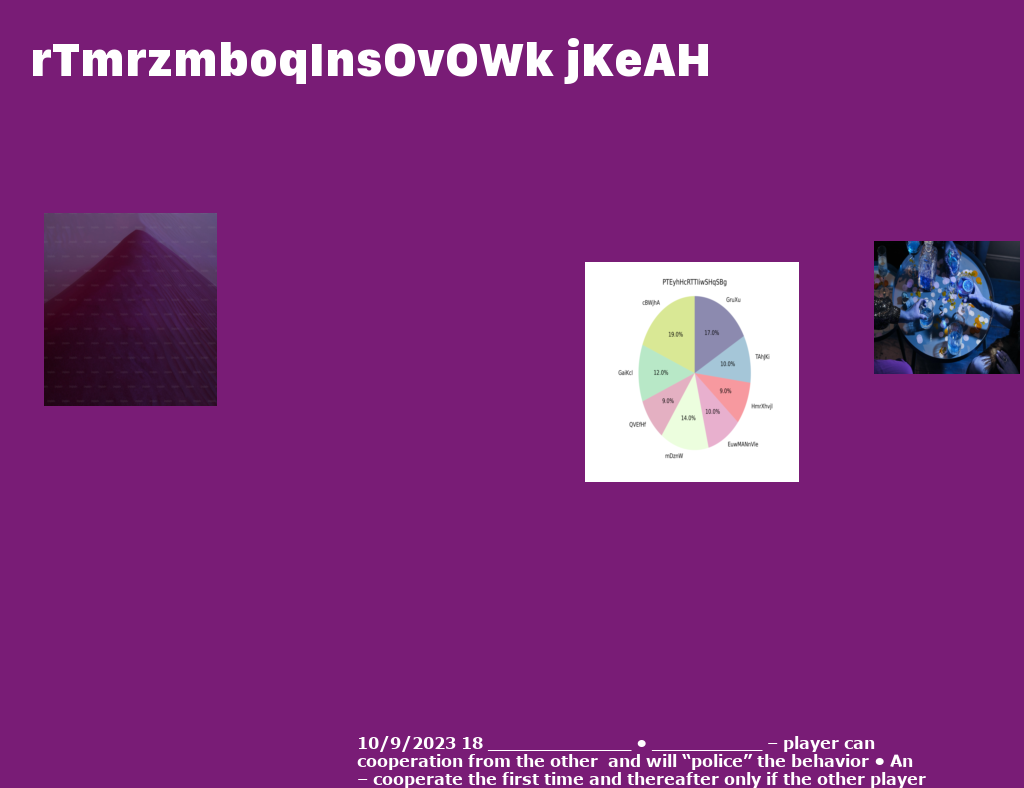 rTmrzmboqInsOvOWk jKeAH
PTEyhHcRTTliwSHqSBg
cBWjhA
GruXu
19.0%
17.0%
TAhjKi
10.0%
GaiKcl
12.0%
9.0%
9.0%
HmrXhvjl
10.0%
14.0%
QVEfHf
EuwMANnVle
mDznW
10/9/2023 18 _________________ • _____________ – player can
cooperation from the other  and will “police” the behavior • An
– cooperate the first time and thereafter only if the other player